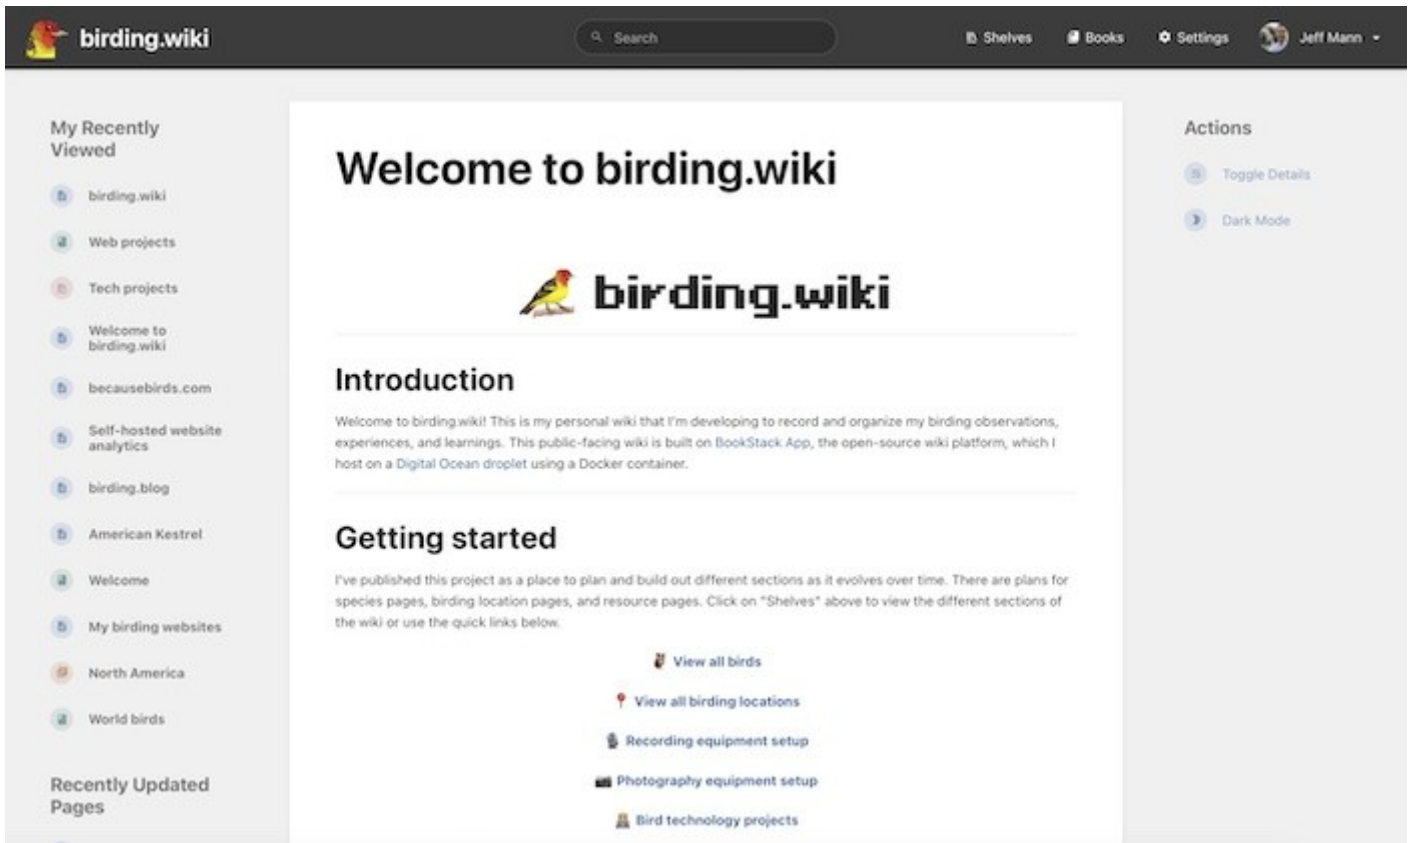 birding.wiki
Search
Shelves
Books
Settings
Jeff Mann
My Recently
Viewed
birding.wiki
Web projects
Tech projects
Welcome to
birding.wiki
becausebirds.com
Self-hosted website
analytics
birding.blog
American Kestrel
Welcome
My birding websites
North America
World birds
Recently Updated
Pages
Welcome to birding.wiki
birding.wiki
Introduction
Welcome to birding.wiki! This is my personal wiki that I'm developing to record and organize my birding observations,
experiences, and learnings. This public-facing wiki is built on BookStack App, the open-source wiki platform, which I
host on a Digital Ocean droplet using a Docker container.
Getting started
I've published this project as a place to plan and build out different sections as it evolves over time. There are plans for
species pages, birding location pages, and resource pages. Click on "Shelves" above to view the different sections of
the wiki or use the quick links below.
View all birds
View all birding locations
Recording equipment setup
Photography equipment setup
Bird technology projects
Actions
Toggle Details
Dark Mode